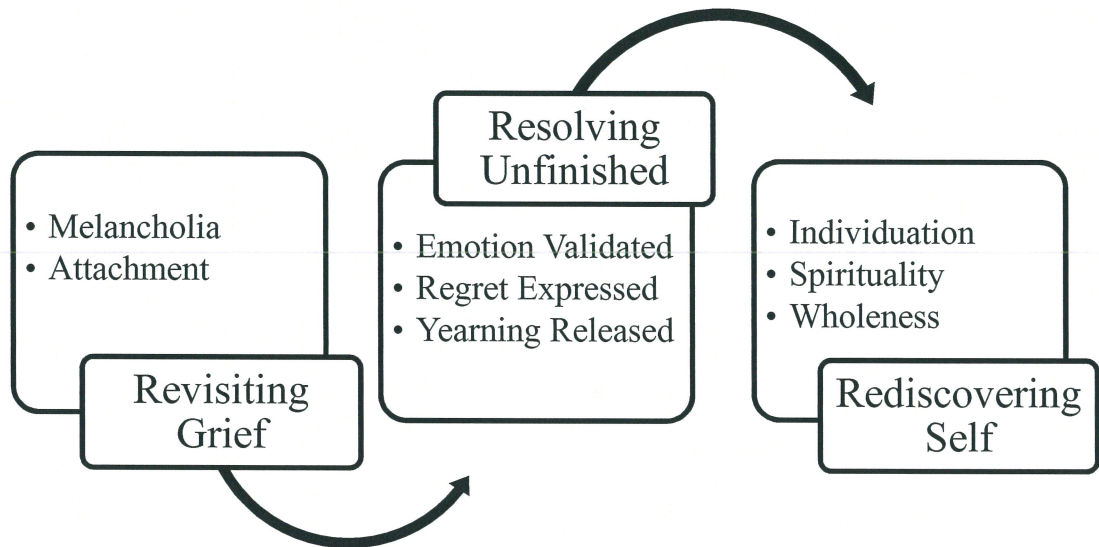 • Melancholia
• Attachment
Revisiting
Grief
Resolving
Unfinished
• Emotion Validated
• Regret Expressed
• Yearning Released
• Individuation
• Spirituality
• Wholeness
Rediscovering
Self